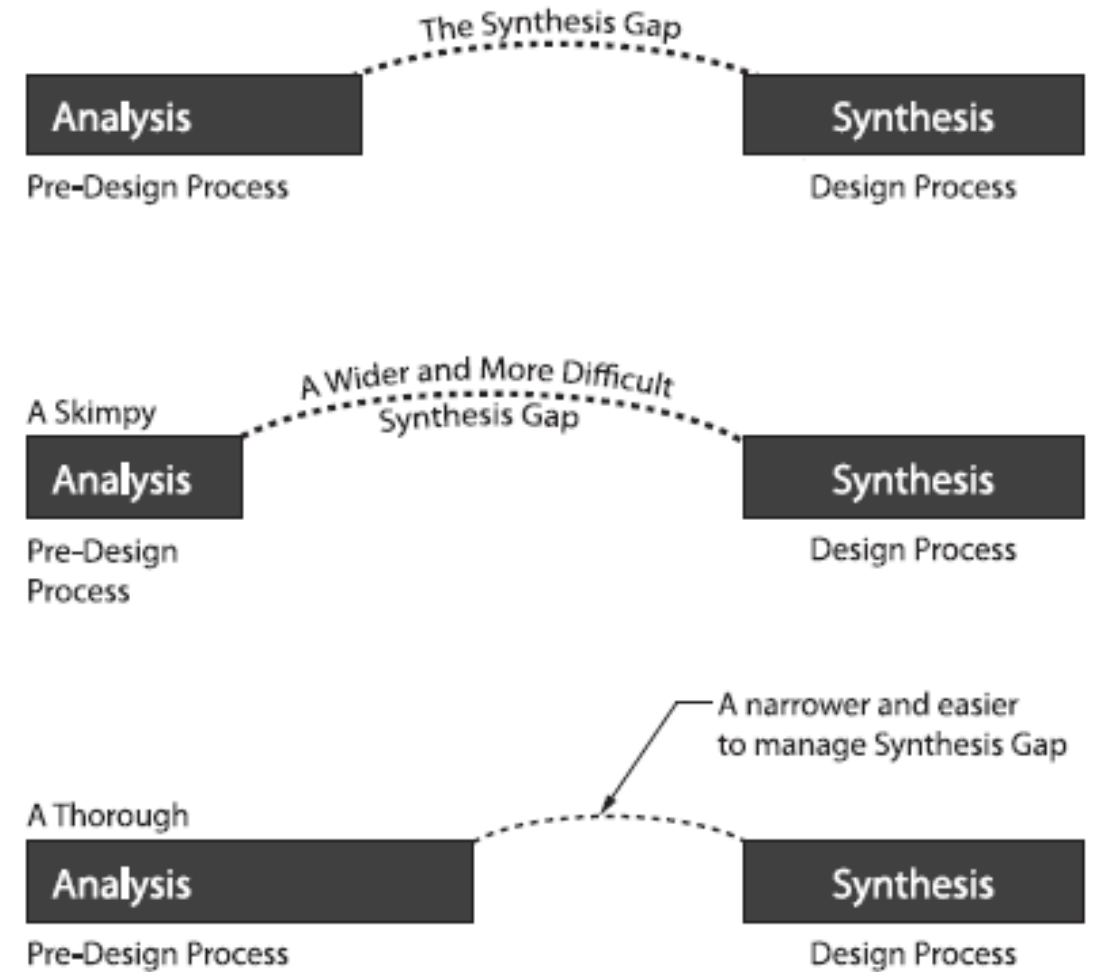 The Synthesis Gap
Analysis
Synthesis
Pre-Design Process
Design Process
A Wider and More Difficult
Synthesis Gap
A Skimpy
Analysis
Synthesis
Pre-Design
Process
Design Process
A narrower and easier
to manage Synthesis Gap
A Thorough
Analysis
Synthesis
Pre-Design Process
Design Process